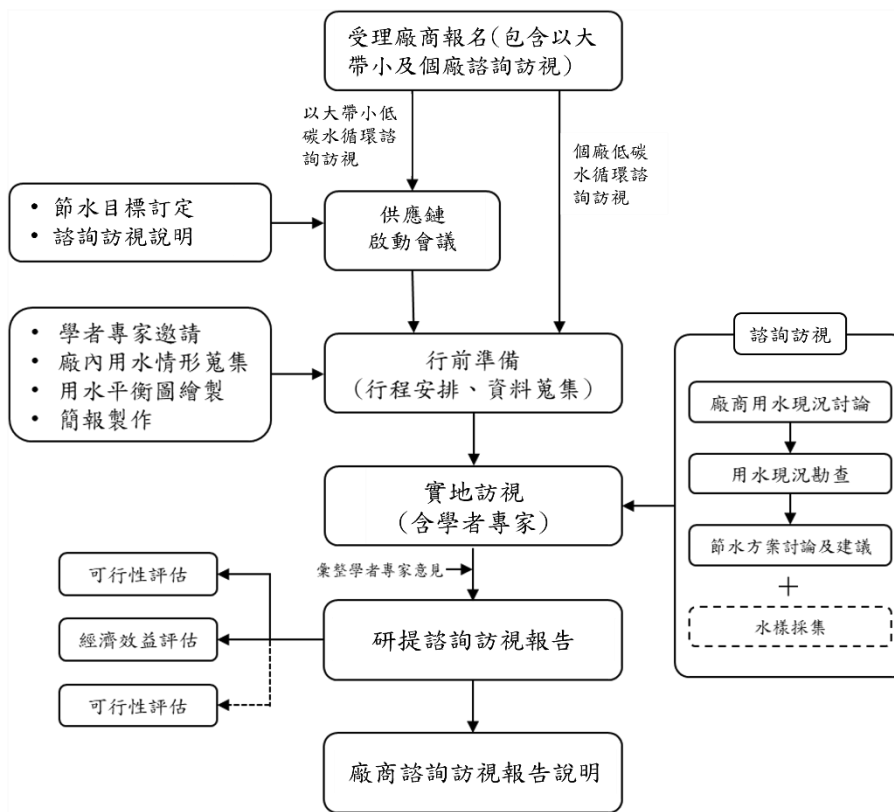 受理廠商報名(包含以大
帶小及個廠諮詢訪視)
以大帶小低
碳水循環諮
詢訪視
個廠低碳
水循環諮
詢訪視
• 節水目標訂定
• 諮詢訪視說明
供應鏈
啟動會議
• 學者專家邀請
• 廠內用水情形蒐集
• 用水平衡圖繪製
• 簡報製作
行前準備
(行程安排、資料蒐集)
諮詢訪視
廠商用水現況討論
用水現況勘查
節水方案討論及建議
+
水樣採集
實地訪視
(含學者專家)
彙整學者專家意見
可行性評估
經濟效益評估
可行性評估
研提諮詢訪視報告
廠商諮詢訪視報告說明